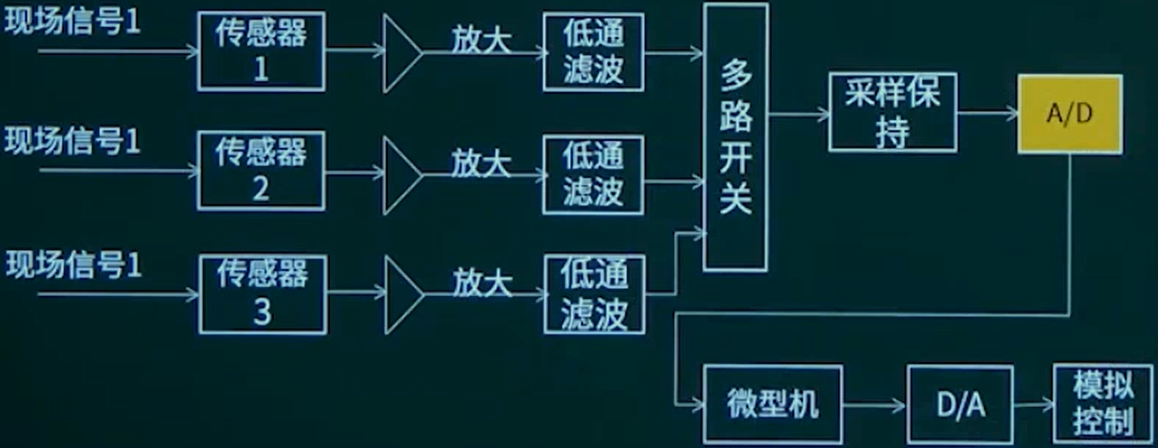 现场信号1
传感器
1
放大
低通
滤波
现场信号1
传感器
2
放大
低通
滤波
现场信号1
传感器
3
放大
低通
滤波
多
路
开
关
采样保
持
A/D
微型机
D/A
模拟
控制